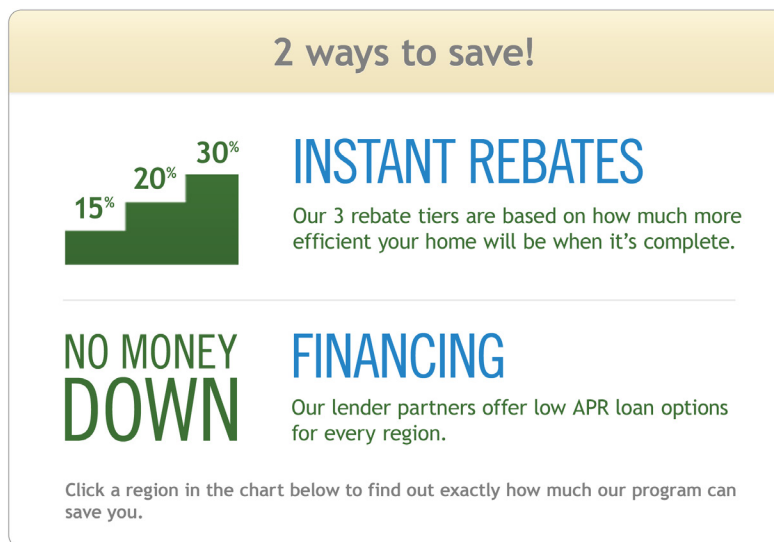 2 ways to save!
30%
20%
15%
INSTANT REBATES
Our 3 rebate tiers are based on how much more
efficient your home will be when it's complete.
NO MONEY
DOWN
FINANCING
Our lender partners offer low APR loan options
for every region.
Click a region in the chart below to find out exactly how much our program can
save you.